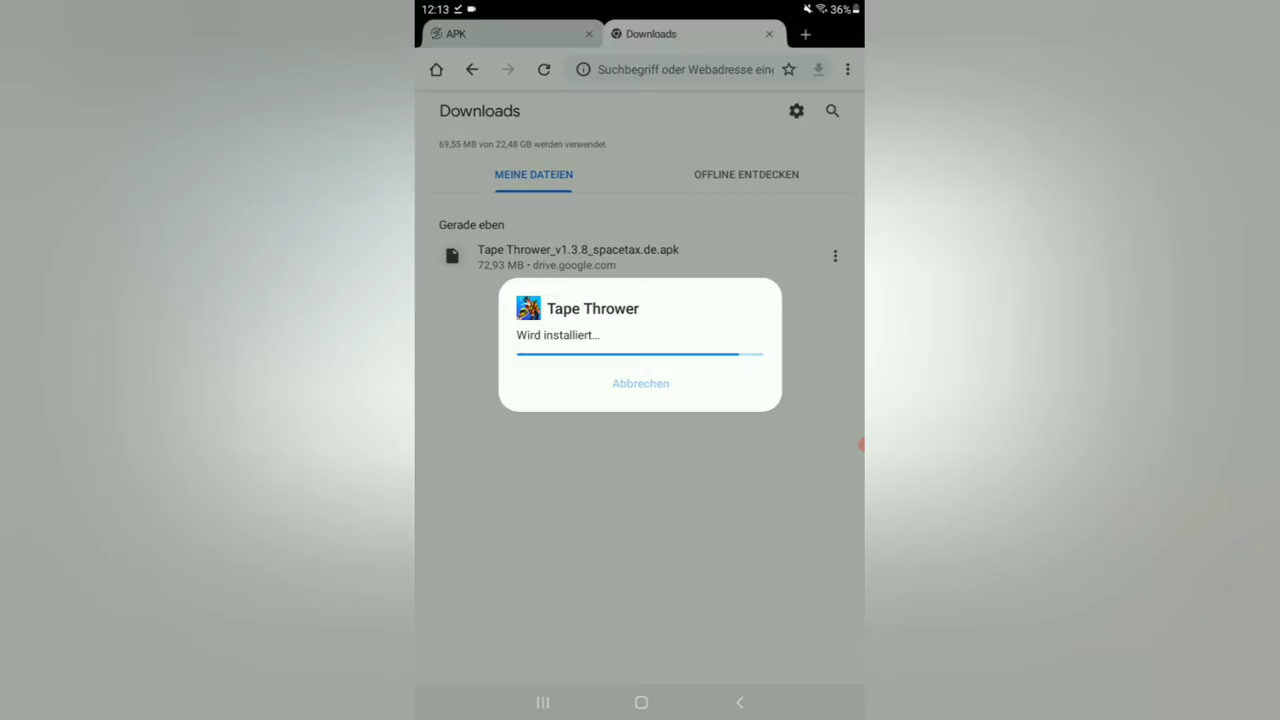 12:13 36%
APK Downloads
Suchbegriff oder Webadresse eing
Downloads
69,55 MB von 22,48 GB werden verwendet
MEINE DATEIEN OFFLINE ENTDECKEN
Gerade eben
Tape Thrower_v1.3.8_spacetax.de.apk
72,93 MB • drive.google.com
Tape Thrower
Wird installiert…
Abbrechen